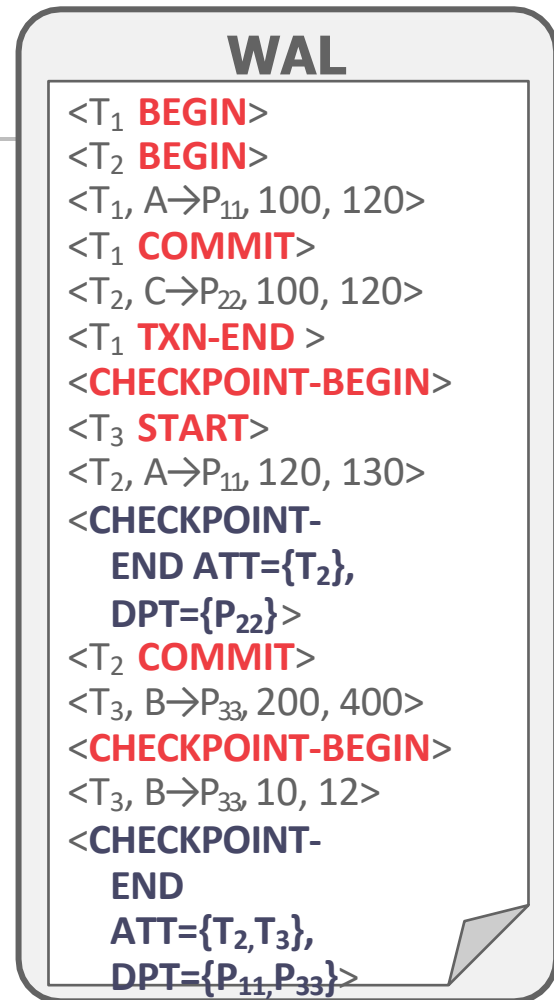 WAL
<T₁ BEGIN>
<T₂ BEGIN>
<T₁, A→P₁₁, 100, 120>
<T₁ COMMIT>
<T₂, C→P₂₂, 100, 120>
<T₁ TXN-END >
<CHECKPOINT-BEGIN>
<T₃ START>
<T₂, A→P₁₁, 120, 130>
<CHECKPOINT-
END ATT={T₂},
DPT={P₂₂}>
<T₂ COMMIT>
<T₃, B→P₃₃, 200, 400>
<CHECKPOINT-BEGIN>
<T₃, B→P₃₃, 10, 12>
<CHECKPOINT-
END
ATT={T₂,T₃},
DPT={P₁₁,P₃₃}>